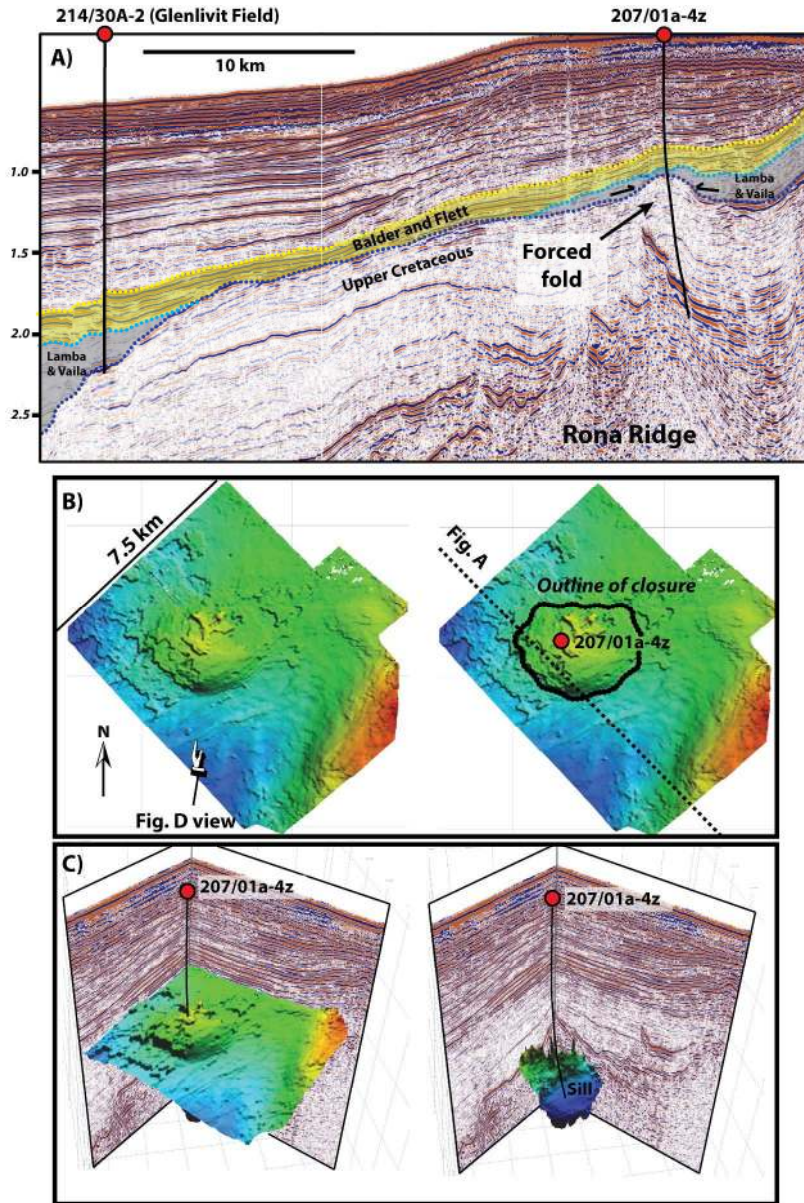 214/30A-2 (Glenlivit Field)
207/01a-4z
A)
10 km
1.0
1.5
2.0
2.5
Lamba
& Vaila
Balder and Flett
Upper Cretaceous
Forced
fold
Lamba
& Vaila
Rona Ridge
B)
7.5 km
N
Fig. D view
Fig. A
Outline of closure
207/01a-4z
C)
207/01a-4z
207/01a-4z
Sill